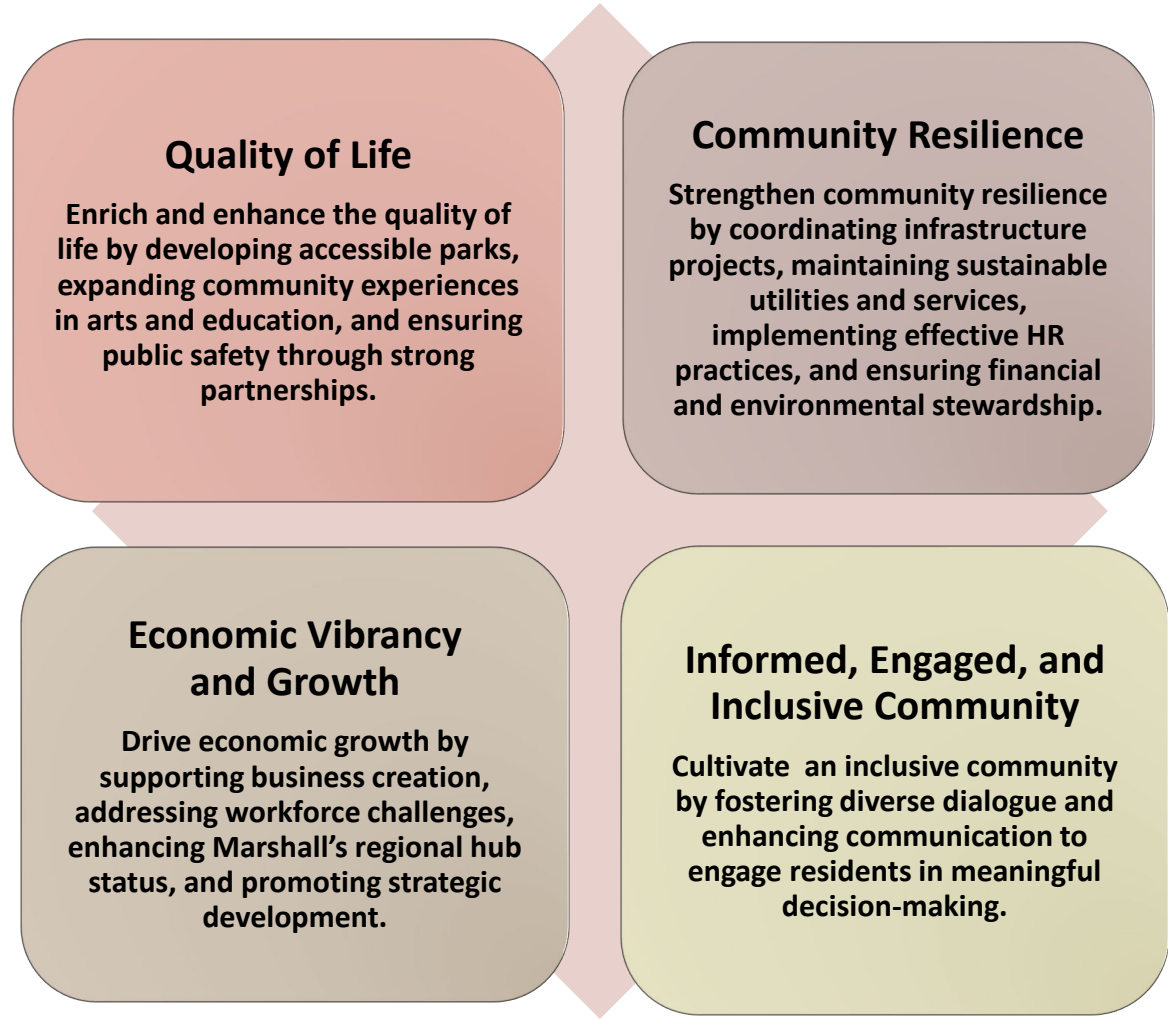 Quality of Life
Enrich and enhance the quality of
life by developing accessible parks,
expanding community experiences
in arts and education, and ensuring
public safety through strong
partnerships.
Community Resilience
Strengthen community resilience
by coordinating infrastructure
projects, maintaining sustainable
utilities and services,
implementing effective HR
practices, and ensuring financial
and environmental stewardship.
Economic Vibrancy
and Growth
Drive economic growth by
supporting business creation,
addressing workforce challenges,
enhancing Marshall’s regional hub
status, and promoting strategic
development.
Informed, Engaged, and
Inclusive Community
Cultivate  an inclusive community
by fostering diverse dialogue and
enhancing communication to
engage residents in meaningful
decision-making.